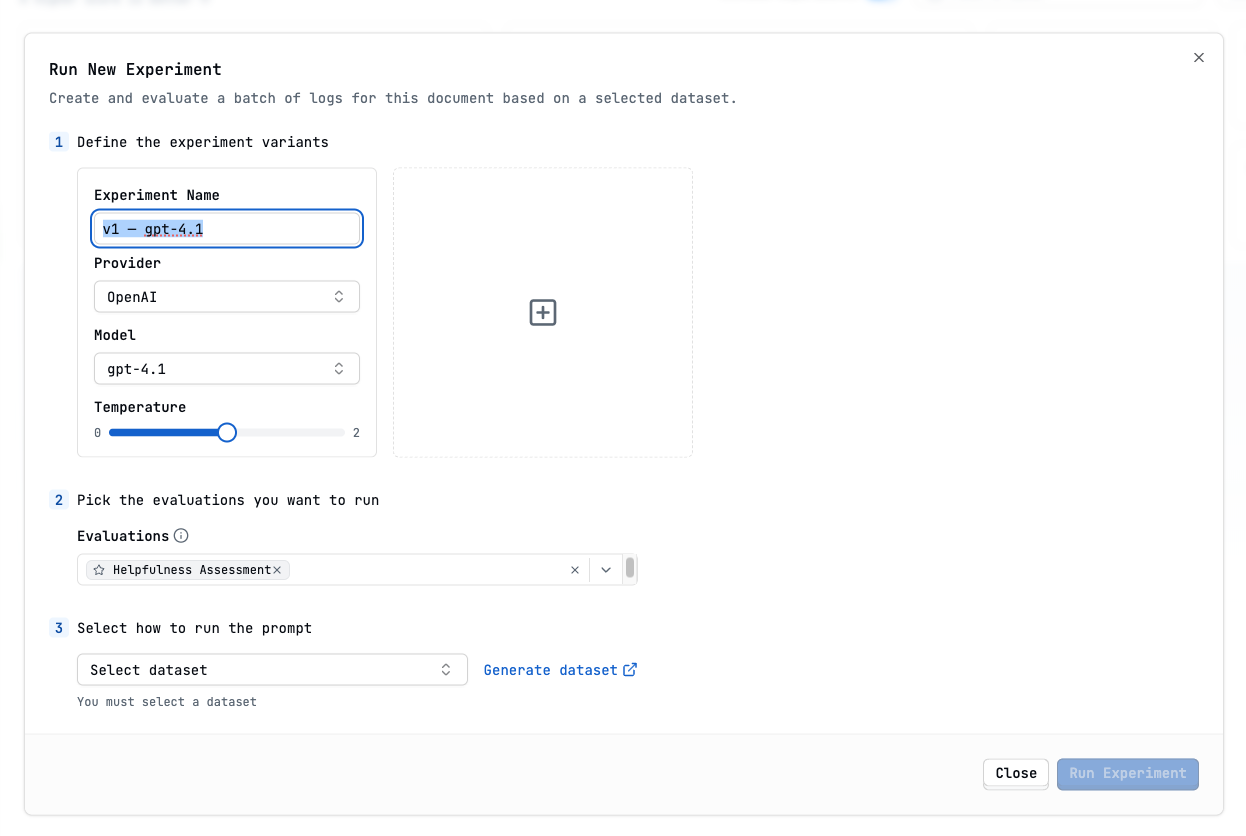 Run New Experiment
Create and evaluate a batch of logs for this document based on a selected dataset.
1 Define the experiment variants
Experiment Name
v1 – gpt-4.1
Provider
OpenAI
Model
gpt-4.1
Temperature
0 2
2 Pick the evaluations you want to run
Evaluations
Helpfulness Assessment
3 Select how to run the prompt
Select dataset Generate dataset
You must select a dataset
Close Run Experiment